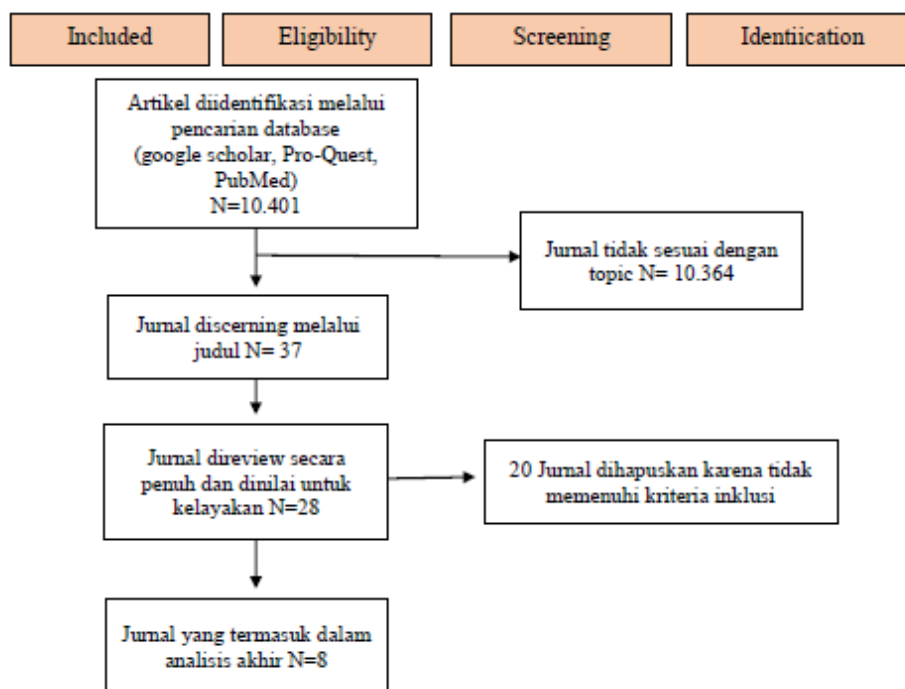 Included
Eligibility
Screening
Identiication
Artikel diidentifikasi melalui
pencarian database
(google scholar, Pro-Quest,
PubMed)
N=10.401
Jurnal tidak sesuai dengan
topic N= 10.364
Jurnal discerning melalui
judul N= 37
Jurnal direview secara
penuh dan dinilai untuk
kelayakan N=28
20 Jurnal dihapuskan karena tidak
memenuhi kriteria inklusi
Jurnal yang termasuk dalam
analisis akhir N=8